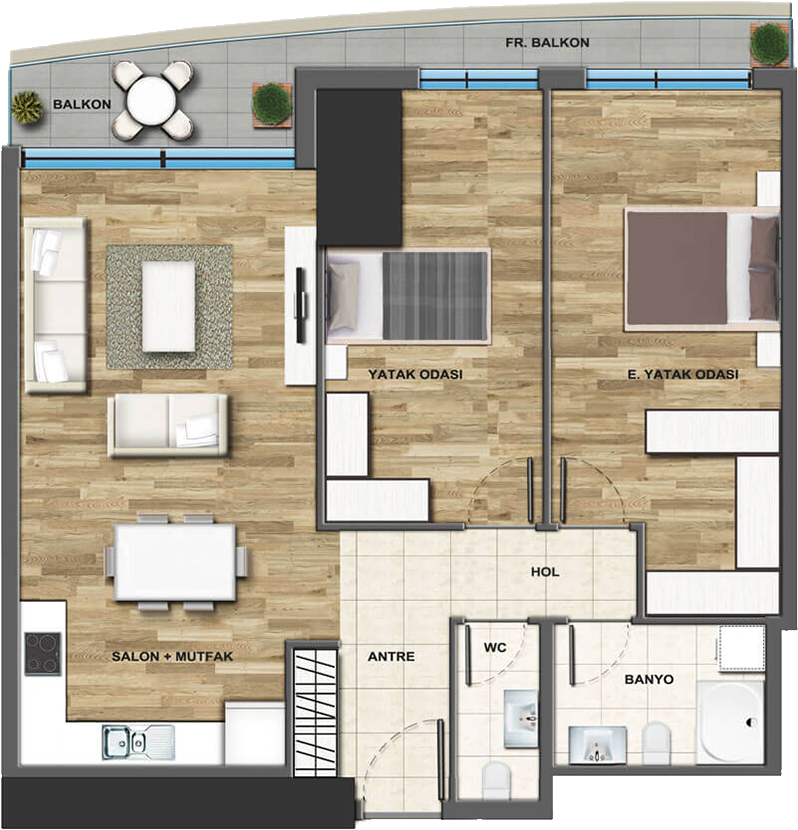 FR. BALKON
BALKON
YATAK ODASI
E. YATAK ODASI
HOL
WC
ANTRE
SALON + MUTFAK
BANYO